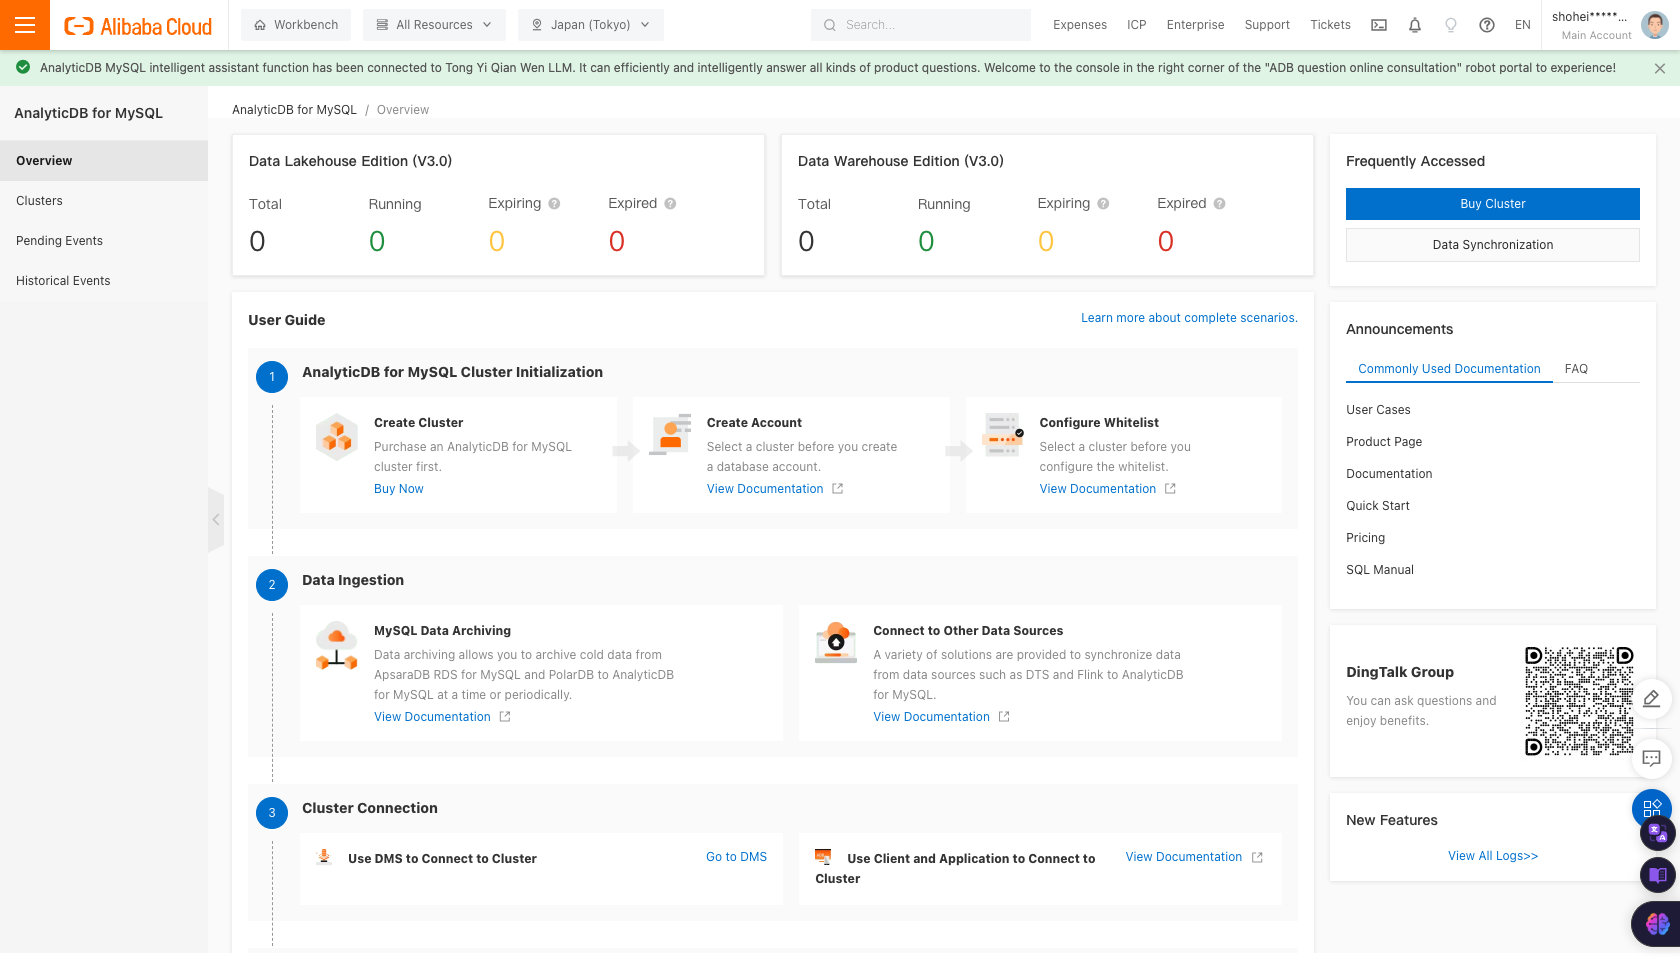 Alibaba Cloud
Workbench
All Resources
Japan (Tokyo)
Search...
Expenses
ICP
Enterprise
Support
Tickets
EN
shohei*****...
Main Account
AnalyticDB MySQL intelligent assistant function has been connected to Tong Yi Qian Wen LLM. It can efficiently and intelligently answer all kinds of product questions. Welcome to the console in the right corner of the "ADB question online consultation" robot portal to experience!
AnalyticDB for MySQL
Overview
Clusters
Pending Events
Historical Events
AnalyticDB for MySQL / Overview
Data Lakehouse Edition (V3.0)
Total Running Expiring Expired
0 0 0 0
Data Warehouse Edition (V3.0)
Total Running Expiring Expired
0 0 0 0
User Guide
Learn more about complete scenarios.
1
AnalyticDB for MySQL Cluster Initialization
Create Cluster
Purchase an AnalyticDB for MySQL
cluster first.
Buy Now
Create Account
Select a cluster before you create
a database account.
View Documentation
Configure Whitelist
Select a cluster before you
configure the whitelist.
View Documentation
2
Data Ingestion
MySQL Data Archiving
Data archiving allows you to archive cold data from
ApsaraDB RDS for MySQL and PolarDB to AnalyticDB
for MySQL at a time or periodically.
View Documentation
Connect to Other Data Sources
A variety of solutions are provided to synchronize data
from data sources such as DTS and Flink to AnalyticDB
for MySQL.
View Documentation
3
Cluster Connection
Use DMS to Connect to Cluster
Go to DMS
Use Client and Application to Connect to
Cluster
View Documentation
Frequently Accessed
Buy Cluster
Data Synchronization
Announcements
Commonly Used Documentation
FAQ
User Cases
Product Page
Documentation
Quick Start
Pricing
SQL Manual
DingTalk Group
You can ask questions and
enjoy benefits.
New Features
View All Logs>>